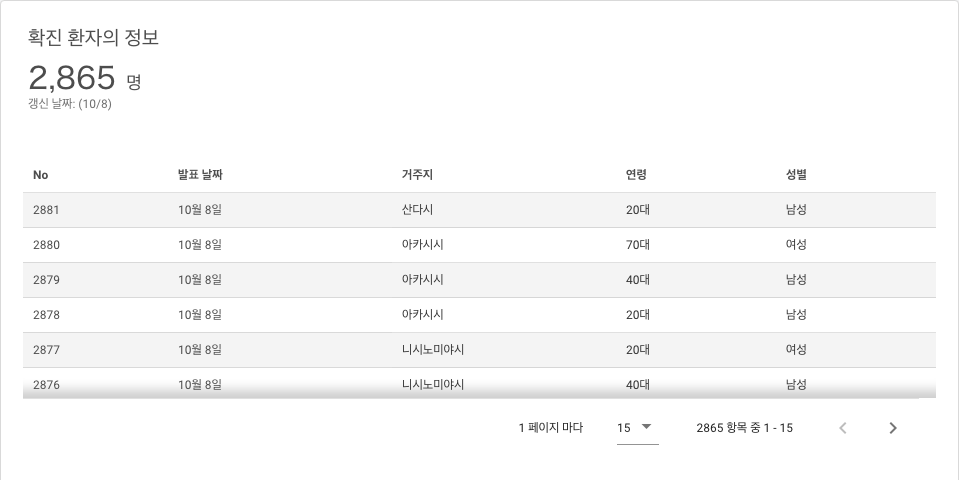 확진 환자의 정보
2,865 명
갱신 날짜: (10/8)
No 발표 날짜 거주지 연령 성별
2881 10월 8일 산다시 20대 남성
2880 10월 8일 아카시시 70대 여성
2879 10월 8일 아카시시 40대 남성
2878 10월 8일 아카시시 20대 남성
2877 10월 8일 니시노미야시 20대 여성
2876 10월 8일 니시노미야시 40대 남성
1 페이지 마다 15 2865 항목 중 1 - 15